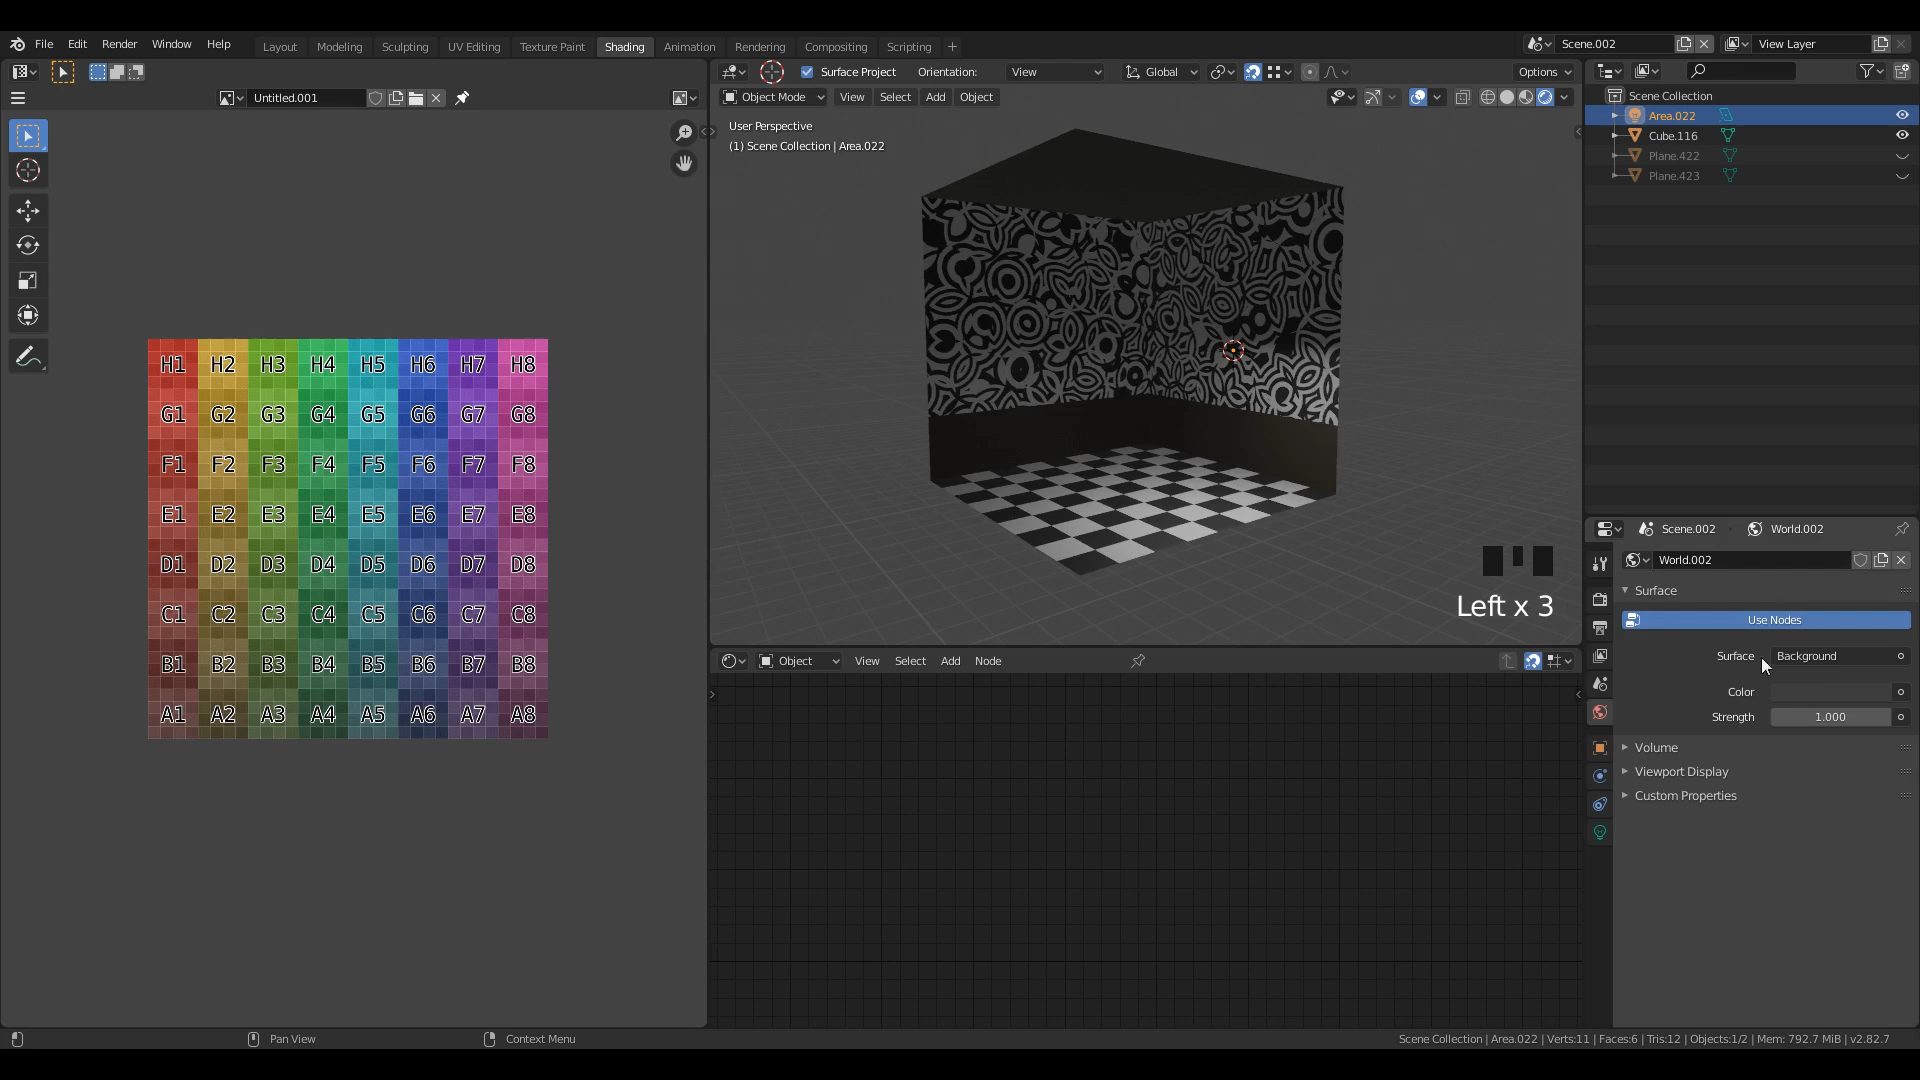 File Edit Render Window Help Layout Modeling Sculpting UV Editing Texture Paint Shading Animation Rendering Compositing Scripting + Scene.002 View Layer
Surface Project Orientation: View Global Options
Untitled.001
Object Mode View Select Add Object
User Perspective
(1) Scene Collection | Area.022
H1 H2 H3 H4 H5 H6 H7 H8
G1 G2 G3 G4 G5 G6 G7 G8
F1 F2 F3 F4 F5 F6 F7 F8
E1 E2 E3 E4 E5 E6 E7 E8
D1 D2 D3 D4 D5 D6 D7 D8
C1 C2 C3 C4 C5 C6 C7 C8
B1 B2 B3 B4 B5 B6 B7 B8
A1 A2 A3 A4 A5 A6 A7 A8
Left x 3
Object View Select Add Node
Scene Collection
Area.022
Cube.116
Plane.422
Plane.423
Scene.002 World.002
World.002
Surface
Use Nodes
Surface Background
Color
Strength 1.000
Volume
Viewport Display
Custom Properties
Pan View Context Menu Scene Collection | Area.022 | Verts:11 | Faces:6 | Tris:12 | Objects:1/2 | Mem: 792.7 MiB | v2.82.7